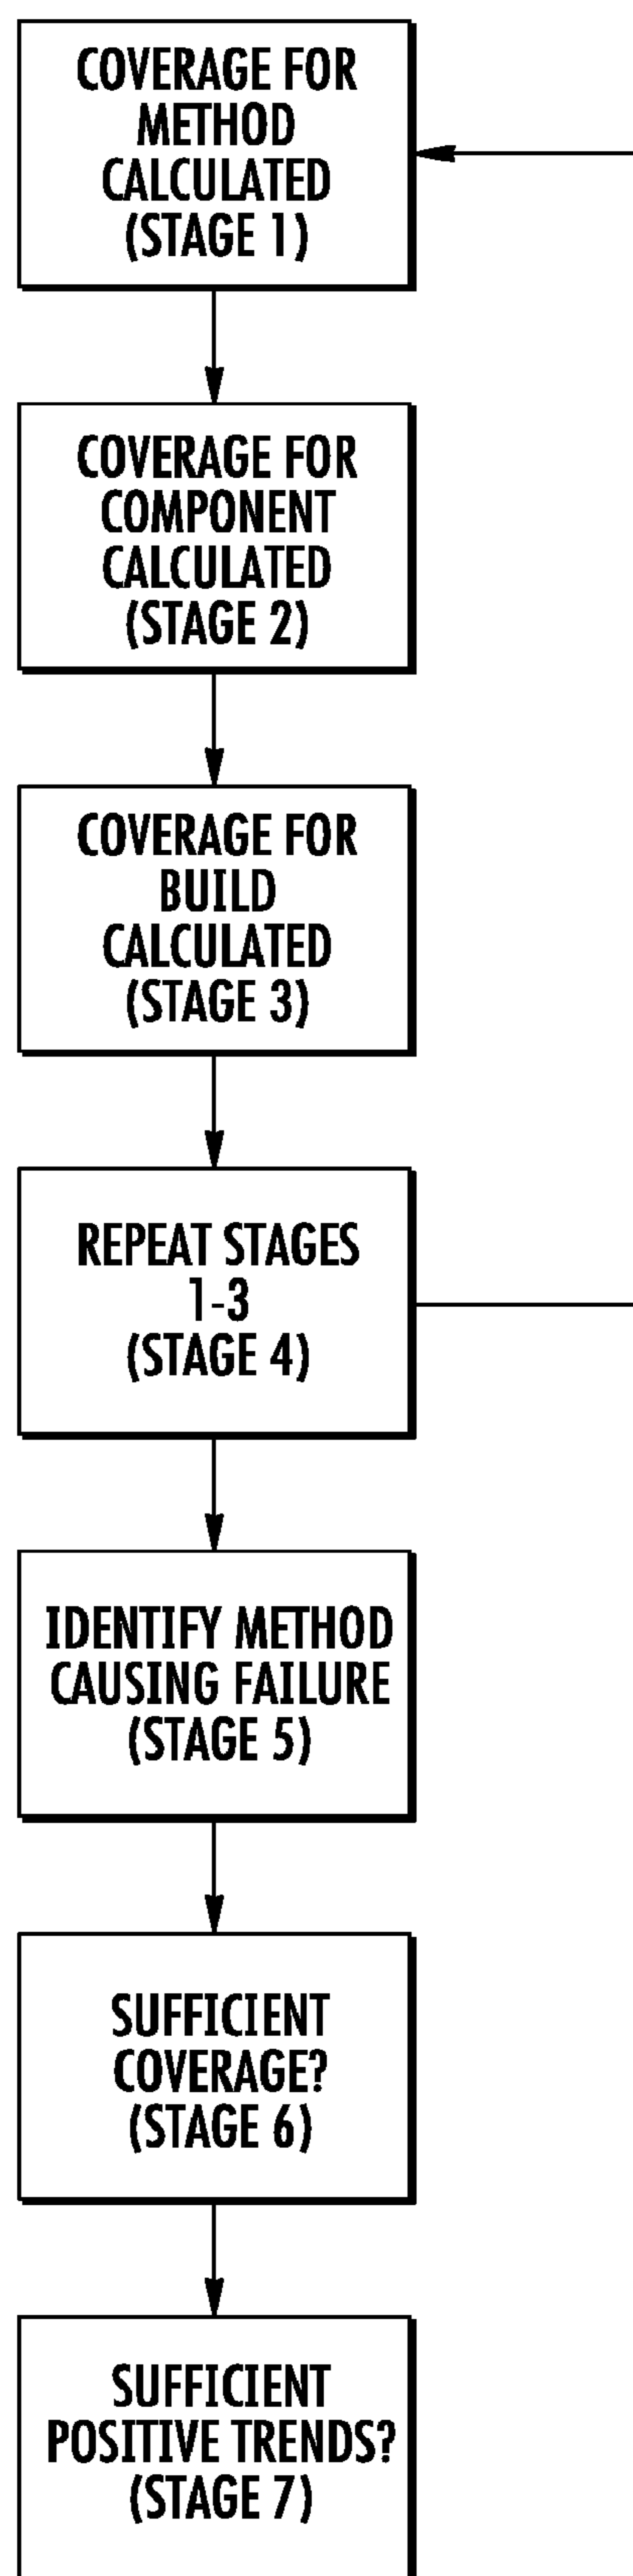 COVERAGE FOR
METHOD
CALCULATED
(STAGE 1)
COVERAGE FOR
COMPONENT
CALCULATED
(STAGE 2)
COVERAGE FOR
BUILD
CALCULATED
(STAGE 3)
REPEAT STAGES
1-3
(STAGE 4)
IDENTIFY METHOD
CAUSING FAILURE
(STAGE 5)
SUFFICIENT
COVERAGE?
(STAGE 6)
SUFFICIENT
POSITIVE TRENDS?
(STAGE 7)